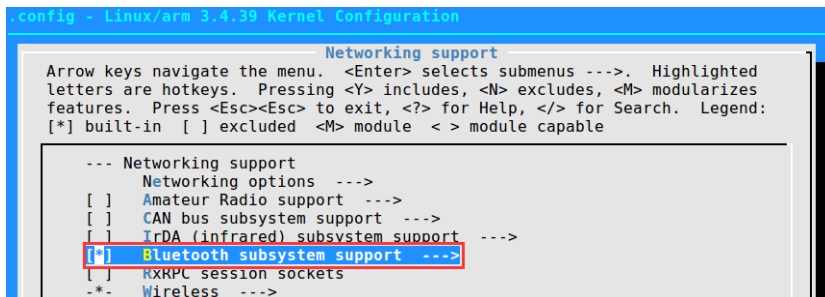 .config - Linux/arm 3.4.39 Kernel Configuration
Networking support
Arrow keys navigate the menu.  <Enter> selects submenus --->.  Highlighted
letters are hotkeys.  Pressing <Y> includes, <N> excludes, <M> modularizes
features.  Press <Esc><Esc> to exit, <?> for Help, </> for Search.  Legend:
[*] built-in  [ ] excluded  <M> module  < > module capable
--- Networking support
Networking options  --->
[ ]   Amateur Radio support  --->
[ ]   CAN bus subsystem support  --->
[ ]   IrDA (infrared) subsystem support  --->
[*]   Bluetooth subsystem support  --->
[ ]   RxRPC session sockets
-*-   Wireless  --->